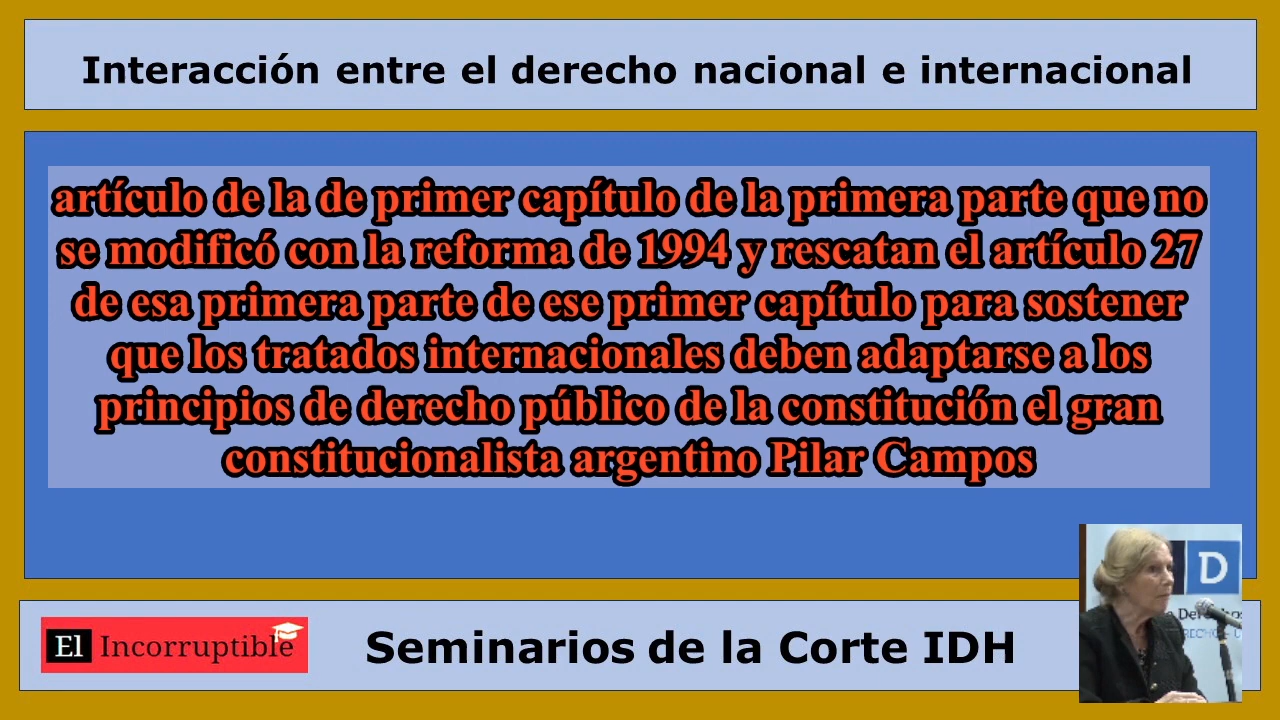 Interacción entre el derecho nacional e internacional
artículo de la de primer capítulo de la primera parte que no
se modificó con la reforma de 1994 y rescatan el artículo 27
de esa primera parte de ese primer capítulo para sostener
que los tratados internacionales deben adaptarse a los
principios de derecho público de la constitución el gran
constitucionalista argentino Pilar Campos
D
El Incorruptible
Seminarios de la Corte IDH